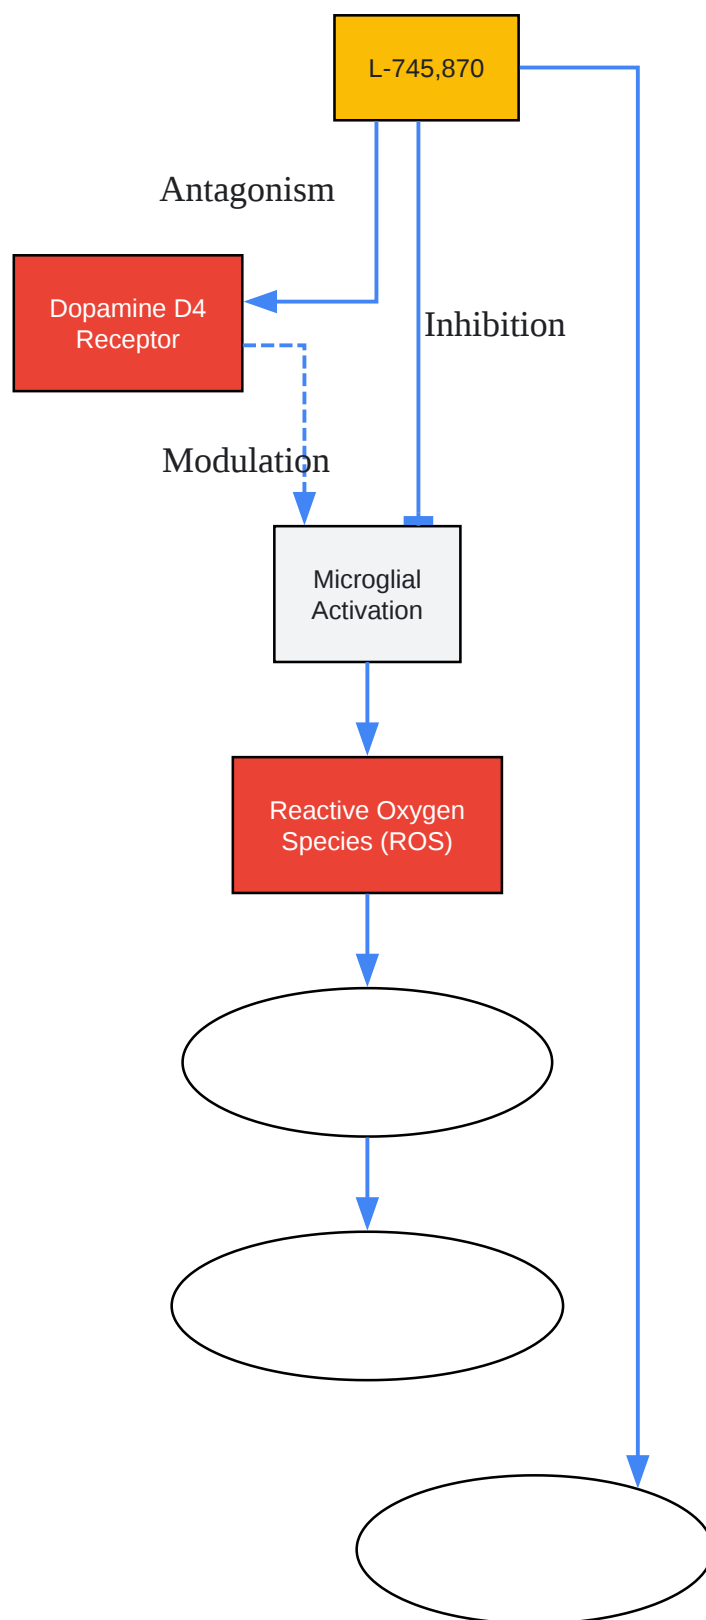 L-745,870
Antagonism
Dopamine D4
Receptor
Inhibition
Modulation
Microglial
Activation
Reactive Oxygen
Species (ROS)